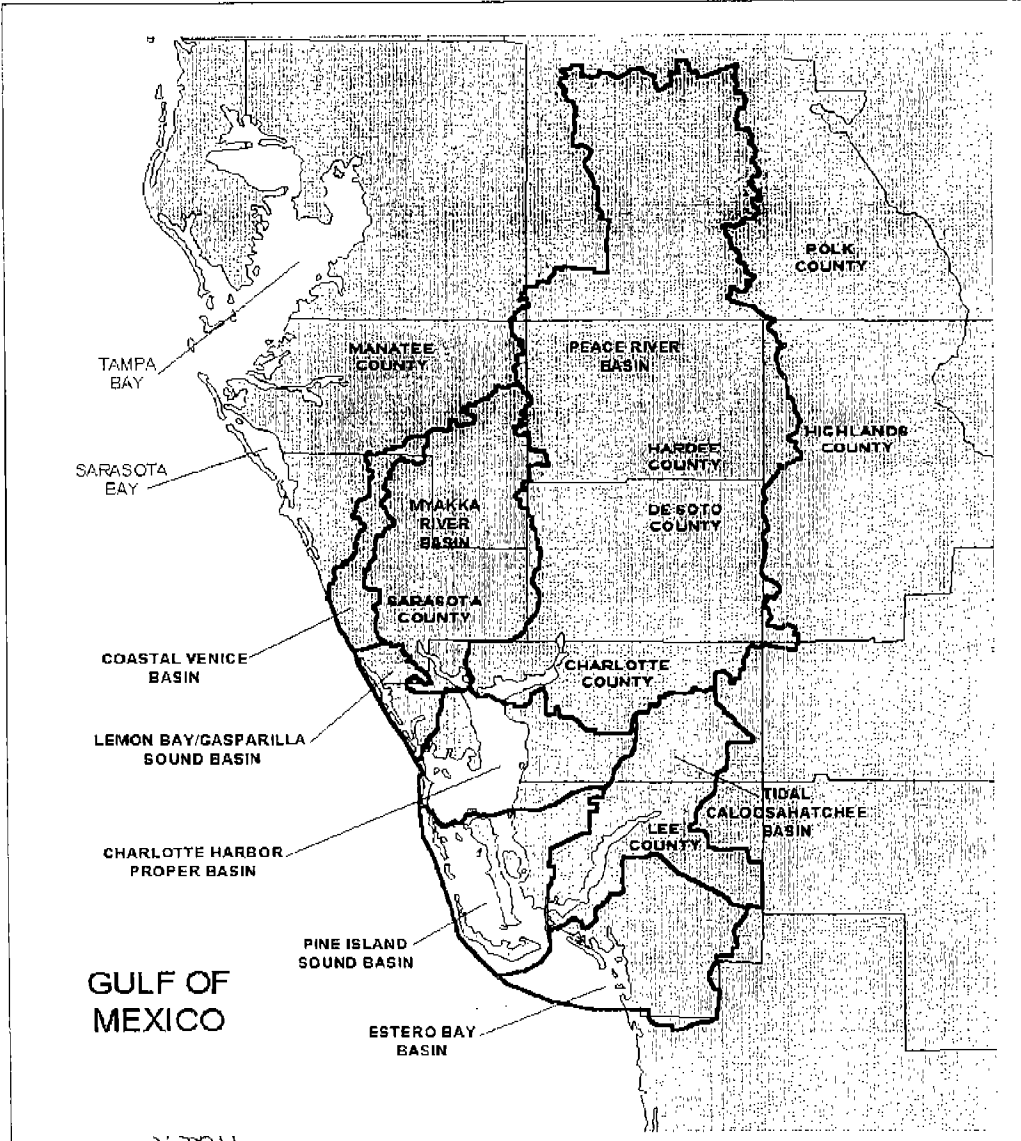 POLK
COUNTY
TAMPA
BAY
MANATEE
COUNTY
PEACE RIVER
BASIN
SARASOTA
BAY
HIGHLANDS
COUNTY
HARDEE
COUNTY
MYAKKA
RIVER
BASIN
DE SOTO
COUNTY
SARASOTA
COUNTY
COASTAL VENICE
BASIN
CHARLOTTE
COUNTY
LEMON BAY/GASPARILLA
SOUND BASIN
TIDAL
CALOOSAHATCHEE
BASIN
LEE
COUNTY
CHARLOTTE HARBOR
PROPER BASIN
PINE ISLAND
SOUND BASIN
GULF OF
MEXICO
ESTERO BAY
BASIN